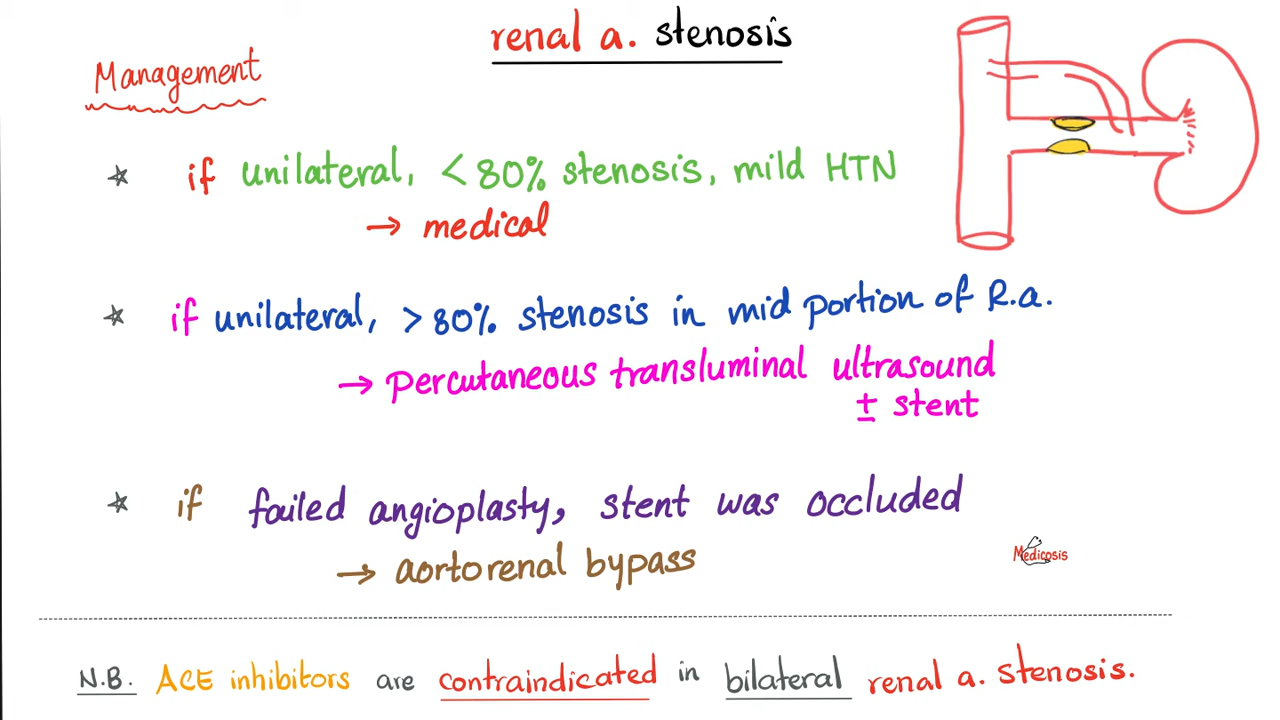 renal a. stenosis
Management
☆ if unilateral, < 80% stenosis, mild HTN
→ medical
☆ if unilateral, > 80% stenosis in mid portion of R.a.
→ percutaneous transluminal ultrasound
± stent
☆ if failed angioplasty, stent was occluded
→ aortorenal bypass
Medicosis
N.B. ACE inhibitors are contraindicated in bilateral renal a. stenosis.